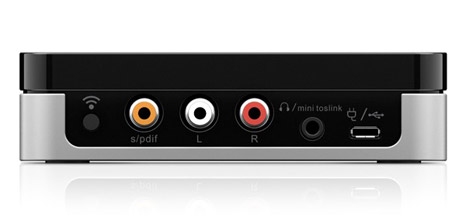 /mini toslink
s/pdif
L
R